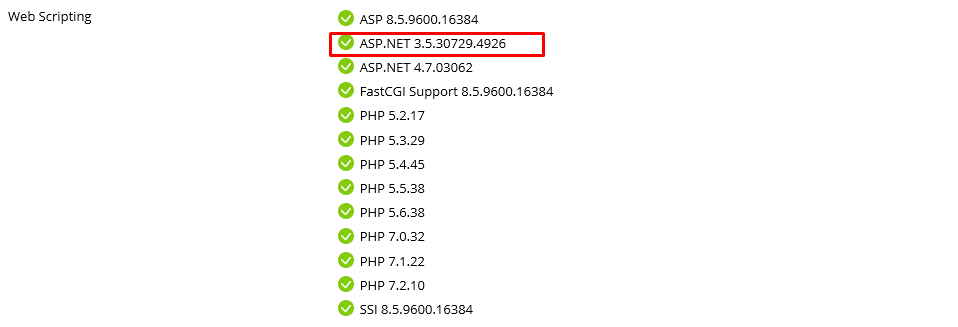 Web Scripting
ASP 8.5.9600.16384
ASP.NET 3.5.30729.4926
ASP.NET 4.7.03062
FastCGI Support 8.5.9600.16384
PHP 5.2.17
PHP 5.3.29
PHP 5.4.45
PHP 5.5.38
PHP 5.6.38
PHP 7.0.32
PHP 7.1.22
PHP 7.2.10
SSI 8.5.9600.16384